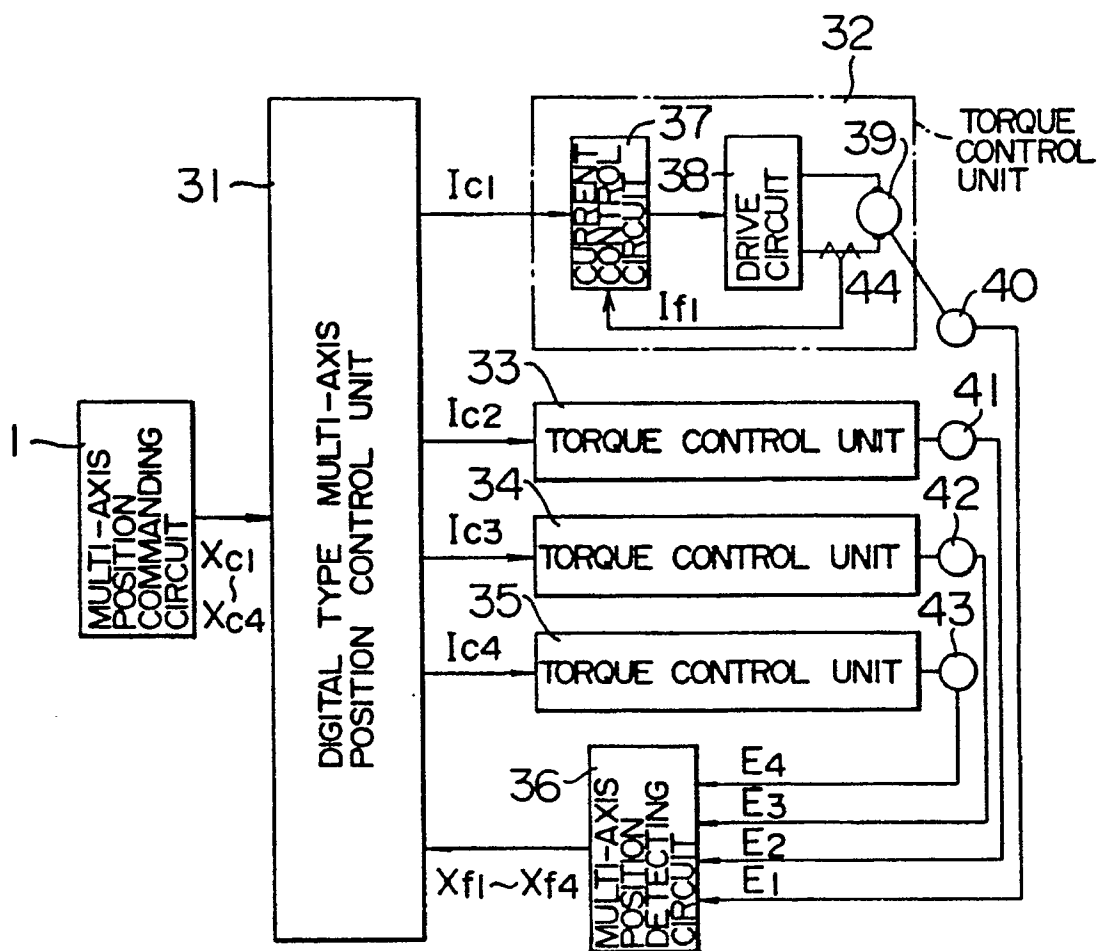 32
TORQUE
CONTROL
UNIT
37
39
31
Ic1
CURRENT
CONTROL
CIRCUIT
38
DRIVE
CIRCUIT
44
40
If1
DIGITAL TYPE MULTI-AXIS
POSITION CONTROL UNIT
33
Ic2
TORQUE CONTROL UNIT
41
1
MULTI-AXIS
POSITION
COMMANDING
CIRCUIT
Xc1
~
Xc4
34
Ic3
TORQUE CONTROL UNIT
42
35
Ic4
TORQUE CONTROL UNIT
43
36
MULTI-AXIS
POSITION
DETECTING
CIRCUIT
E4
E3
E2
E1
Xf1~Xf4